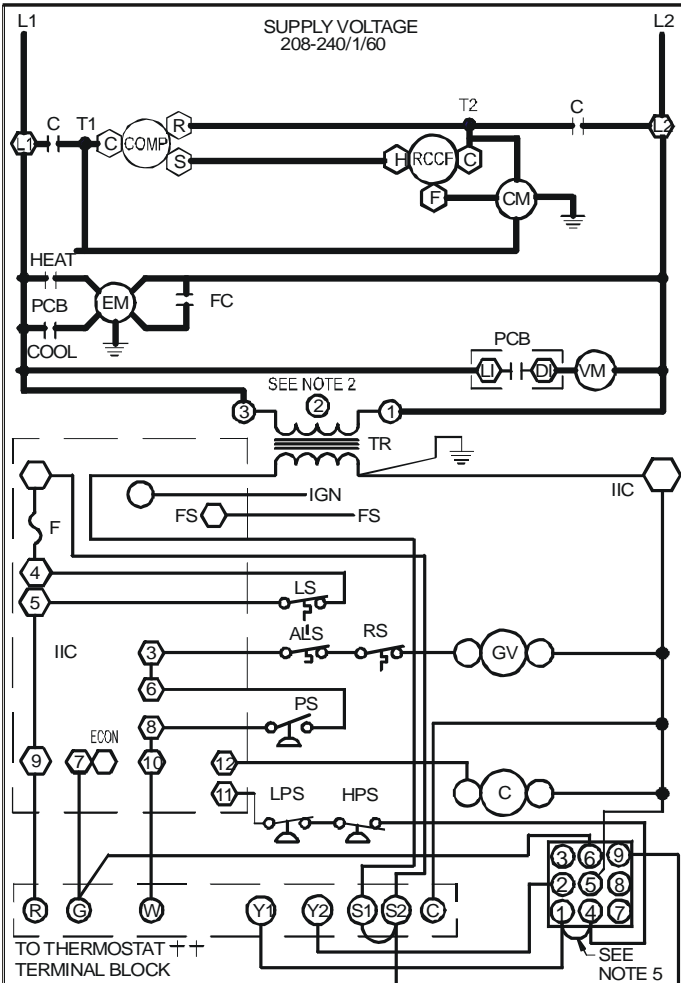 L1
SUPPLY VOLTAGE
208-240/1/60
L2
C
T1
T2
C
L1
C
COMP
R
S
H
RCCF
C
L2
F
CM
HEAT
PCB
EM
FC
COOL
PCB
LI
DI
VM
SEE NOTE 2
3
2
1
TR
IGN
IIC
FS
FS
F
4
LS
5
ALS
RS
IIC
3
GV
6
PS
8
ECON
9
7
10
12
C
11
LPS
HPS
3
6
9
2
5
8
1
4
7
R
G
W
Y1
Y2
S1
S2
C
TO THERMOSTAT ++
TERMINAL BLOCK
SEE
NOTE 5